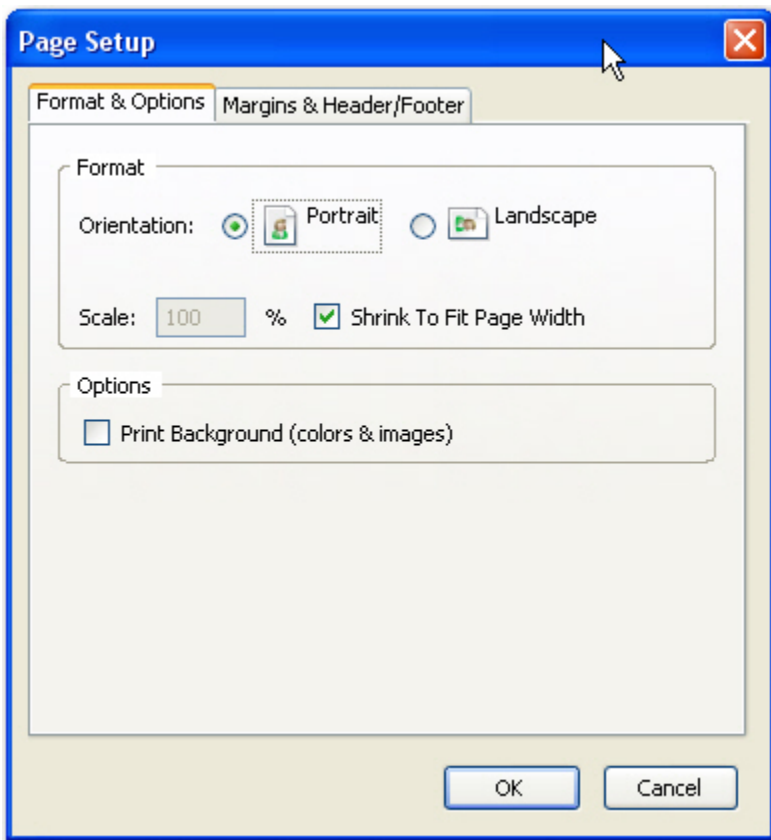 Page Setup
Format & Options Margins & Header/Footer
Format
Orientation: Portrait Landscape
Scale: 100 % Shrink To Fit Page Width
Options
Print Background (colors & images)
OK Cancel